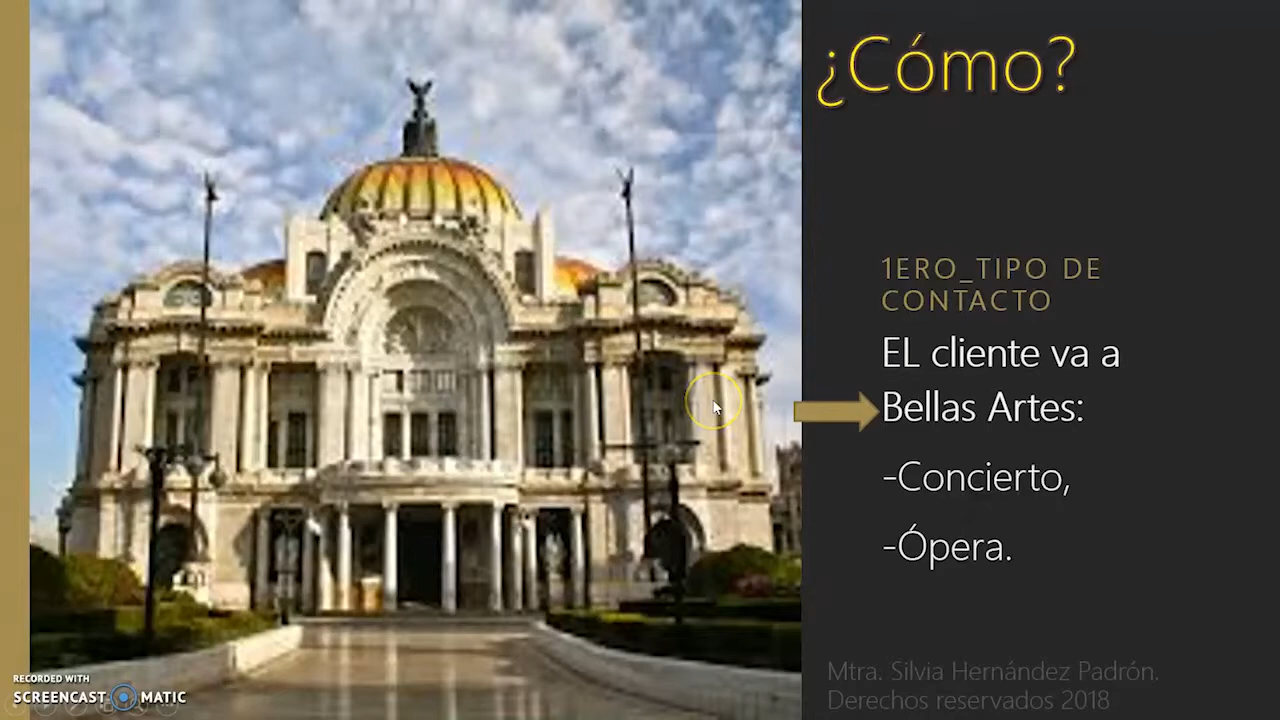 ¿Cómo?
1ERO_TIPO DE
CONTACTO
EL cliente va a
Bellas Artes:
-Concierto,
-Ópera.
Mtra. Silvia Hernández Padrón.
Derechos reservados 2018
RECORDED WITH
SCREENCAST-O-MATIC